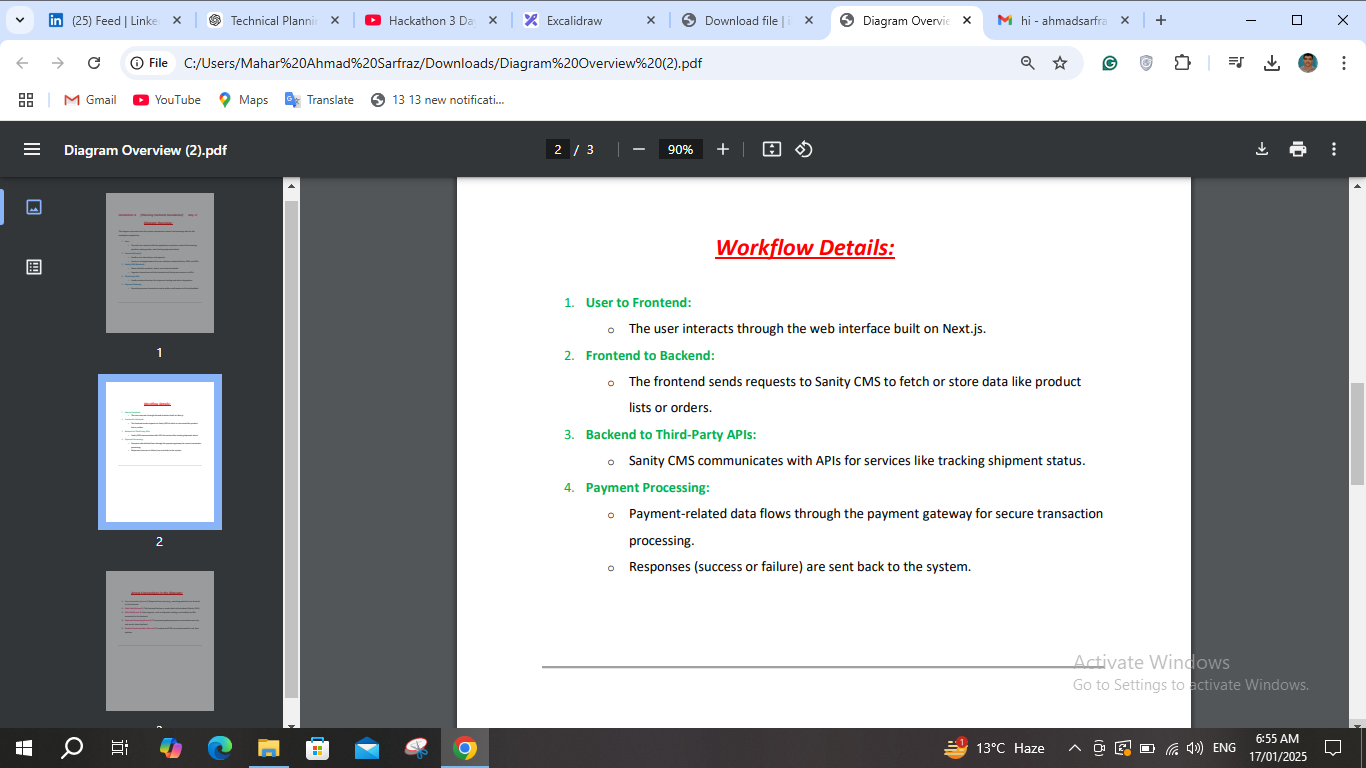 (25) Feed | Linke
Technical Plannin
Hackathon 3 Da
Excalidraw
Download file | i
Diagram Overvie
hi - ahmadsarfra
File
C:/Users/Mahar%20Ahmad%20Sarfraz/Downloads/Diagram%20Overview%20(2).pdf
Gmail
YouTube
Maps
Translate
13 13 new notificati...
Diagram Overview (2).pdf
2 / 3
90%
1
2
Workflow Details:
1. User to Frontend:
o The user interacts through the web interface built on Next.js.
2. Frontend to Backend:
o The frontend sends requests to Sanity CMS to fetch or store data like product
lists or orders.
3. Backend to Third-Party APIs:
o Sanity CMS communicates with APIs for services like tracking shipment status.
4. Payment Processing:
o Payment-related data flows through the payment gateway for secure transaction
processing.
o Responses (success or failure) are sent back to the system.
Activate Windows
Go to Settings to activate Windows.
1
13°C Haze
ENG
6:55 AM
17/01/2025